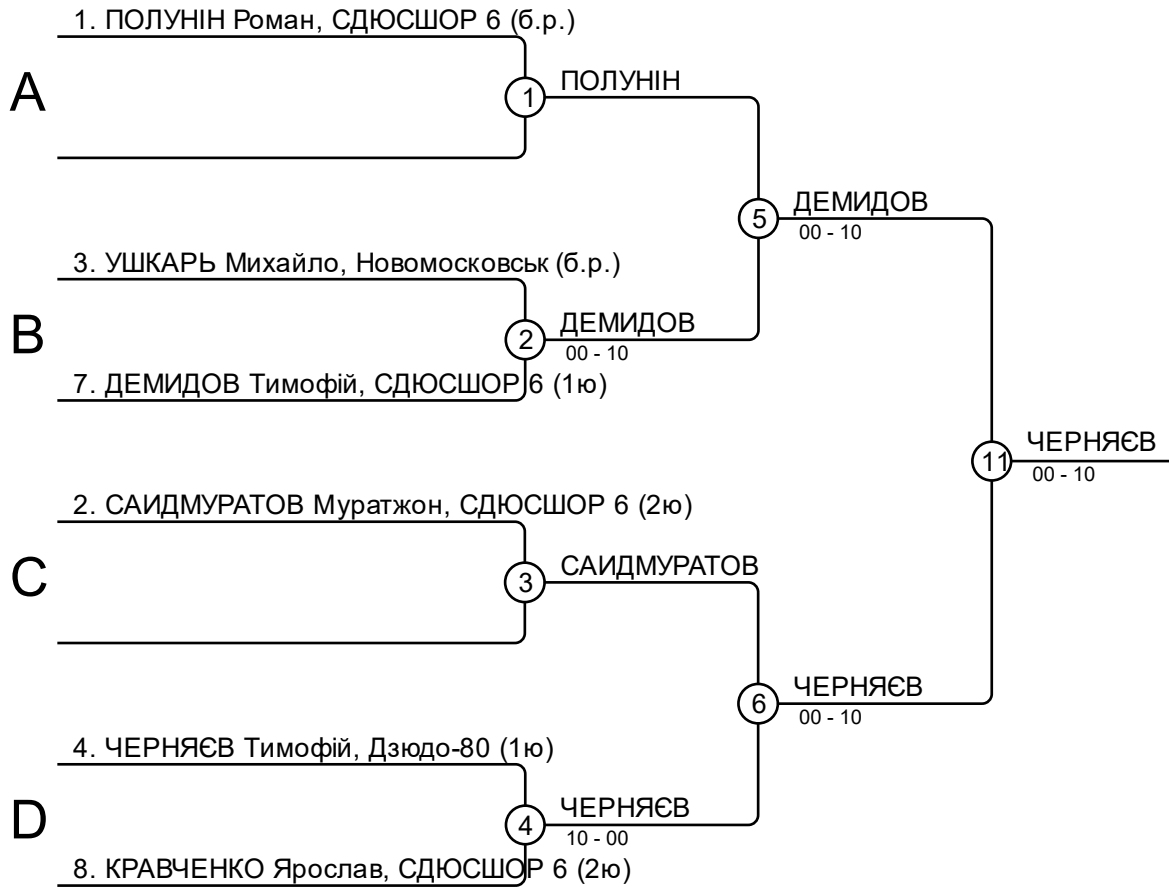 1. ПОЛУНІН Роман, СДЮСШОР 6 (б.р.)
A
1
ПОЛУНІН
5
ДЕМИДОВ
00 - 10
3. УШКАРЬ Михайло, Новомосковськ (б.р.)
B
2
ДЕМИДОВ
00 - 10
7. ДЕМИДОВ Тимофій, СДЮСШОР 6 (1ю)
11
ЧЕРНЯЄВ
00 - 10
2. САИДМУРАТОВ Муратжон, СДЮСШОР 6 (2ю)
C
3
САИДМУРАТОВ
6
ЧЕРНЯЄВ
00 - 10
4. ЧЕРНЯЄВ Тимофій, Дзюдо-80 (1ю)
D
4
ЧЕРНЯЄВ
10 - 00
8. КРАВЧЕНКО Ярослав, СДЮСШОР 6 (2ю)